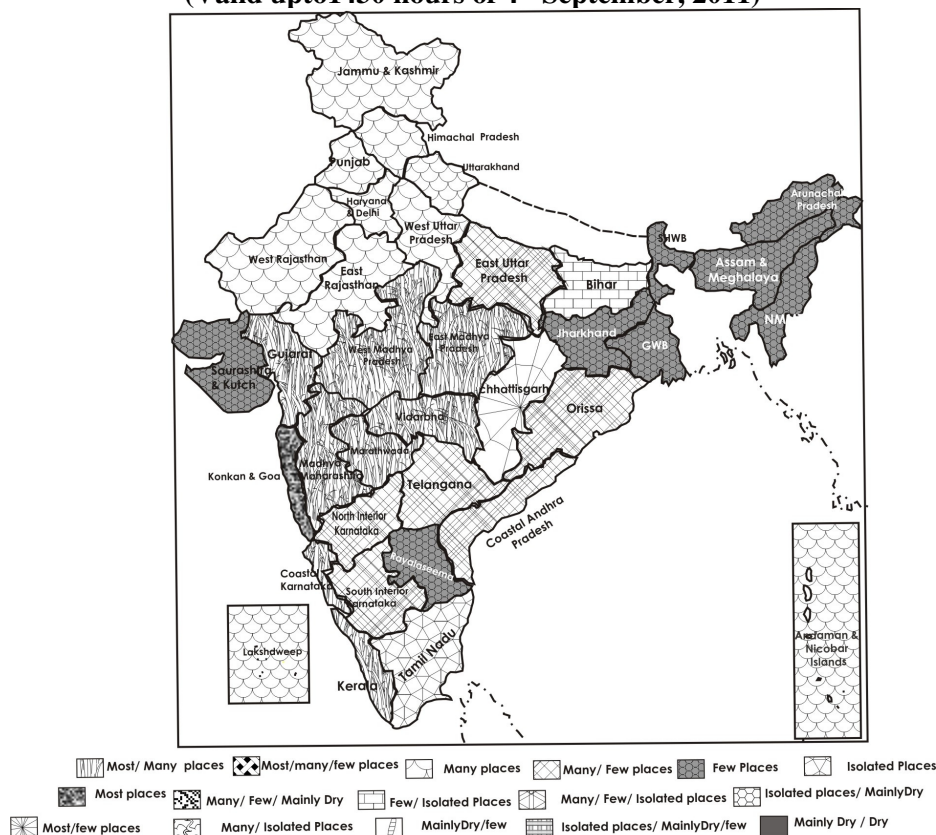 (Valid upto1430 hours of 4th September, 2011)
Jammu & Kashmir
Himachal Pradesh
Punjab
Uttarakhand
Haryana
& Delhi
West Uttar
Pradesh
Arunachal
Pradesh
SHWB
West Rajasthan
East
Rajasthan
East Uttar
Pradesh
Bihar
Assam &
Meghalaya
NM
Jharkhand
GWB
Gujarat
West Madhya
Pradesh
East Madhya
Pradesh
Saurashtra
& Kutch
chhattisgarh
Orissa
Vidarbha
Marathwada
Madhya
Maharashtra
Konkan & Goa
Telangana
North Interior
Karnataka
Coastal Andhra
Pradesh
Rayalaseema
Coastal
Karnataka
South Interior
Karnataka
Lakshdweep
Tamil Nadu
Kerala
Andaman &
Nicobar
Islands
Most/ Many places
Most/many/few places
Many places
Many/ Few places
Few Places
Isolated Places
Most places
Many/ Few/ Mainly Dry
Few/ Isolated Places
Many/ Few/ Isolated places
Isolated places/ MainlyDry
Most/few places
Many/ Isolated Places
MainlyDry/few
Isolated places/ MainlyDry/few
Mainly Dry / Dry